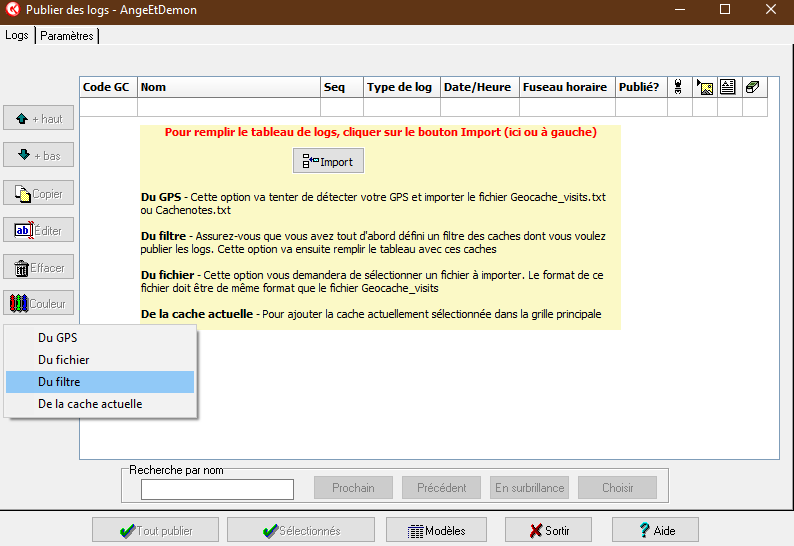 Publier des logs - AngeEtDemon
Logs
Paramètres
Code GC
Nom
Seq
Type de log
Date/Heure
Fuseau horaire
Publié?
+ haut
+ bas
Copier
Éditer
Effacer
Couleur
Pour remplir le tableau de logs, cliquer sur le bouton Import (ici ou à gauche)
Import
Du GPS - Cette option va tenter de détecter votre GPS et importer le fichier Geocache_visits.txt
ou Cachenotes.txt
Du filtre - Assurez-vous que vous avez tout d'abord défini un filtre des caches dont vous voulez
publier les logs. Cette option va ensuite remplir le tableau avec ces caches
Du fichier - Cette option vous demandera de sélectionner un fichier à importer. Le format de ce
fichier doit être de même format que le fichier Geocache_visits
De la cache actuelle - Pour ajouter la cache actuellement sélectionnée dans la grille principale
Du GPS
Du fichier
Du filtre
De la cache actuelle
Recherche par nom
Prochain
Précédent
En surbrillance
Choisir
Tout publier
Sélectionnés
Modèles
Sortir
Aide